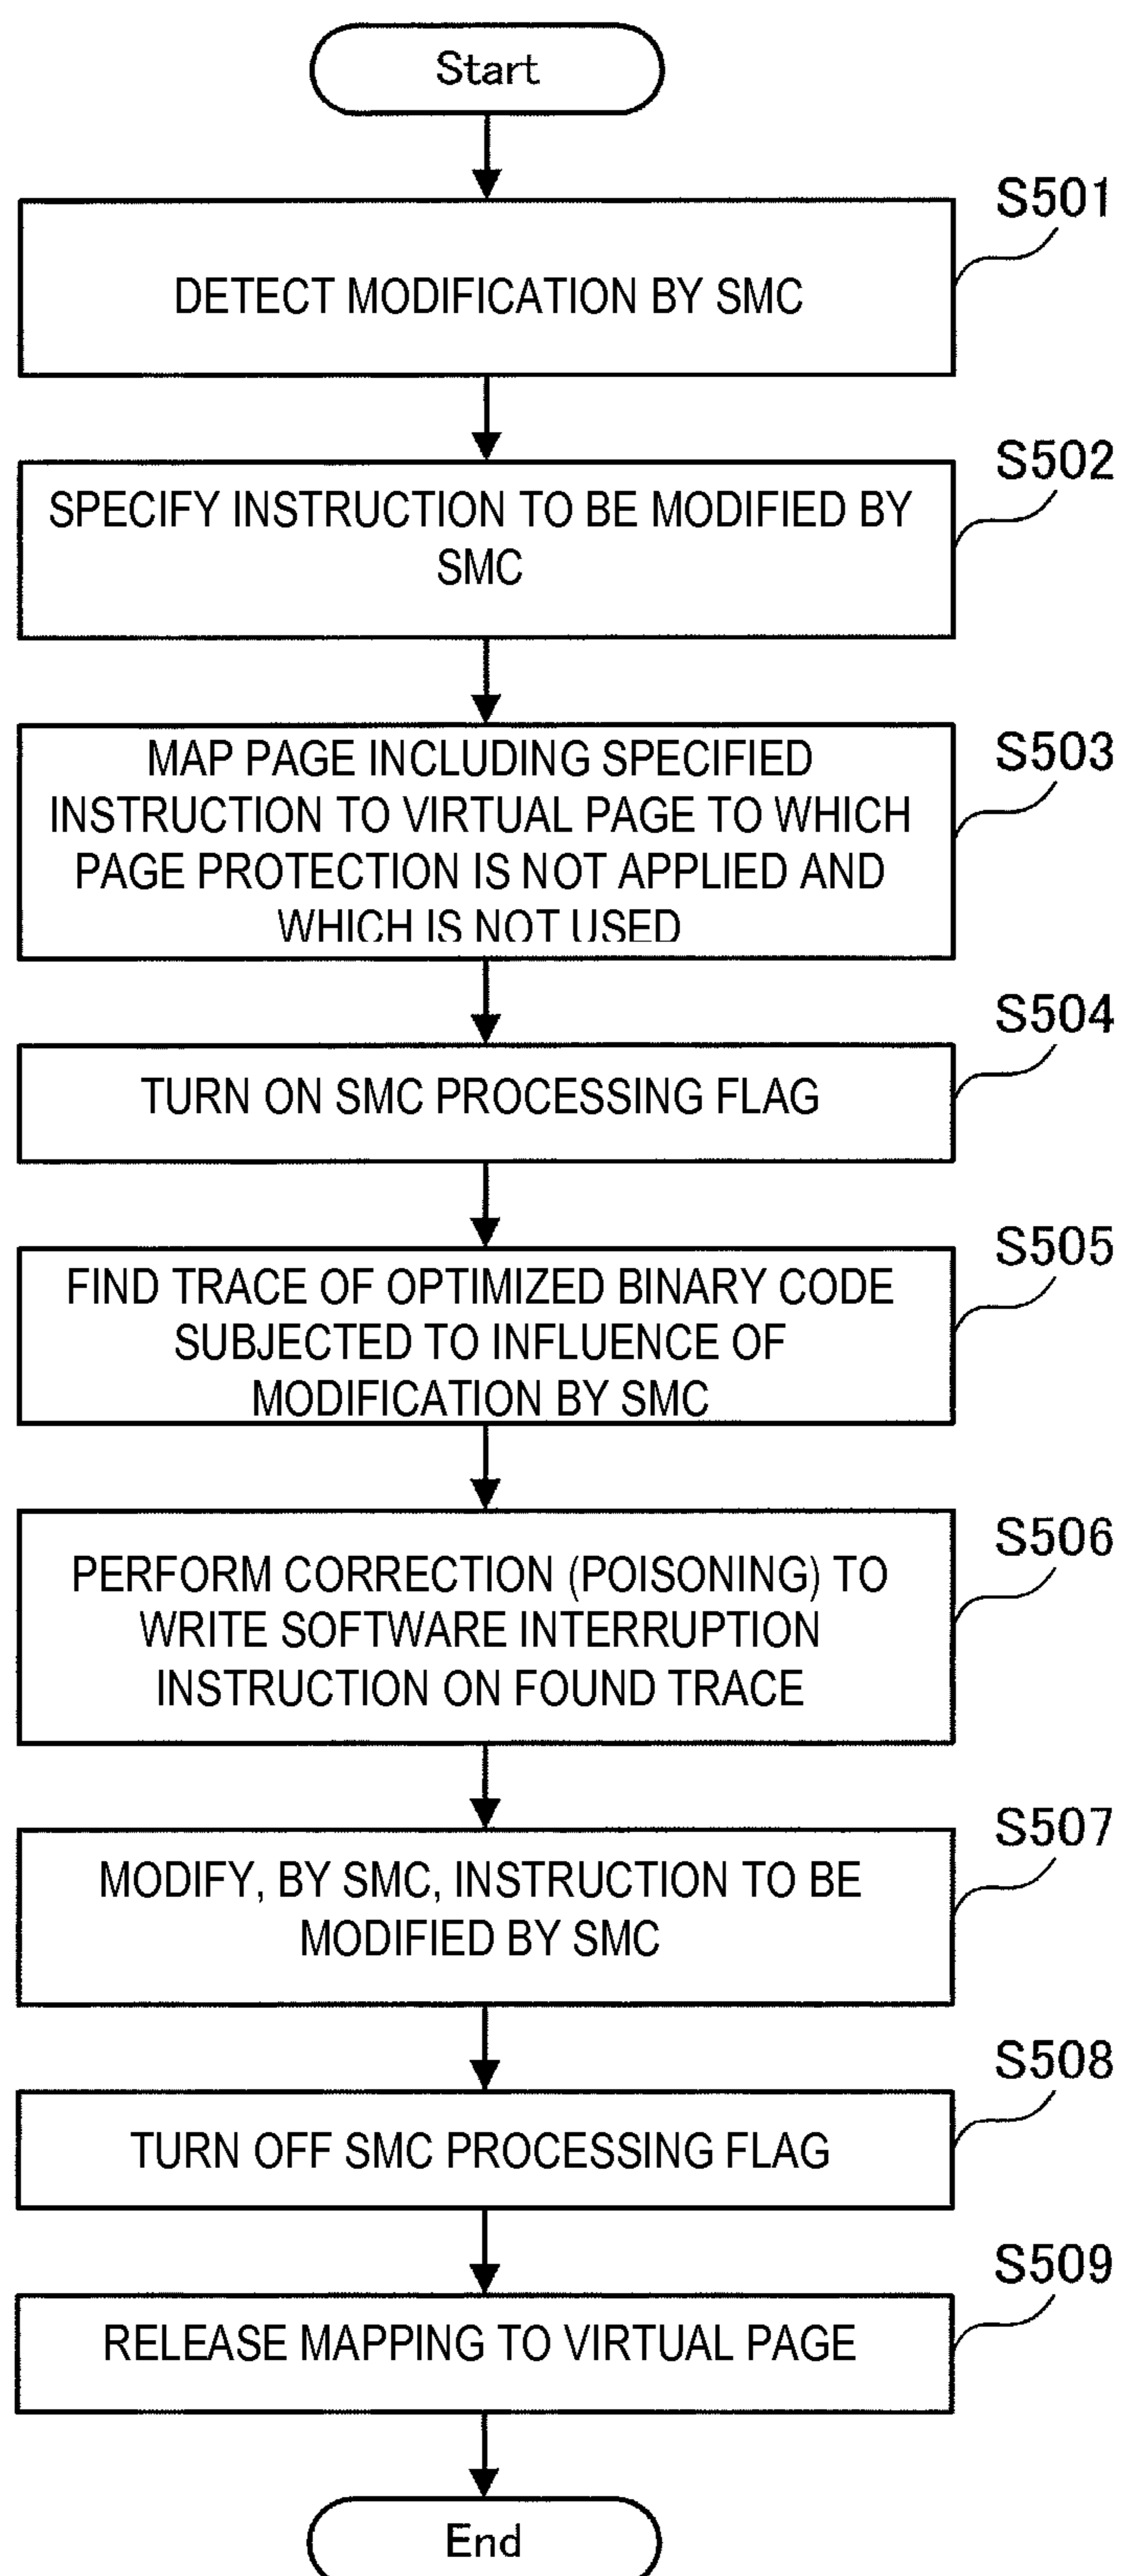 Start
S501
DETECT MODIFICATION BY SMC
S502
SPECIFY INSTRUCTION TO BE MODIFIED BY
SMC
S503
MAP PAGE INCLUDING SPECIFIED
INSTRUCTION TO VIRTUAL PAGE TO WHICH
PAGE PROTECTION IS NOT APPLIED AND
WHICH IS NOT USED
S504
TURN ON SMC PROCESSING FLAG
S505
FIND TRACE OF OPTIMIZED BINARY CODE
SUBJECTED TO INFLUENCE OF
MODIFICATION BY SMC
S506
PERFORM CORRECTION (POISONING) TO
WRITE SOFTWARE INTERRUPTION
INSTRUCTION ON FOUND TRACE
S507
MODIFY, BY SMC, INSTRUCTION TO BE
MODIFIED BY SMC
S508
TURN OFF SMC PROCESSING FLAG
S509
RELEASE MAPPING TO VIRTUAL PAGE
End